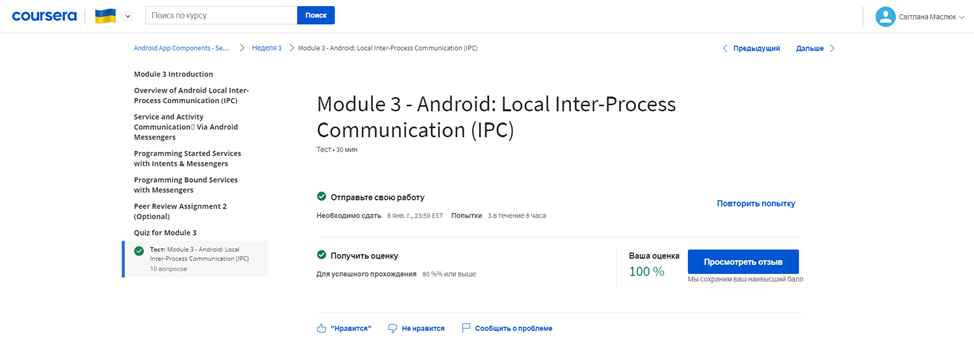 coursera
Поиск по курсу
Поиск
Світлана Маслюк
Android App Components - Se...
Неделя 3
Module 3 - Android: Local Inter-Process Communication (IPC)
Предыдущий
Дальше
Module 3 Introduction
Overview of Android Local Inter-
Process Communication (IPC)
Service and Activity
Communication Via Android
Messengers
Programming Started Services
with Intents & Messengers
Programming Bound Services
with Messengers
Peer Review Assignment 2
(Optional)
Quiz for Module 3
Тест: Module 3 - Android: Local
Inter-Process Communication (IPC)
10 вопросов
Module 3 - Android: Local Inter-Process
Communication (IPC)
Тест • 30 мин
Отправьте свою работу
Необходимо сдать 8 янв. г., 23:59 EET Попытки 3 в течение 8 часа
Повторить попытку
Получить оценку
Для успешного прохождения 80 %% или выше
Ваша оценка
100 %
Просмотреть отзыв
Мы сохраним ваш наивысший балл
"Нравится"
Не нравится
Сообщить о проблеме